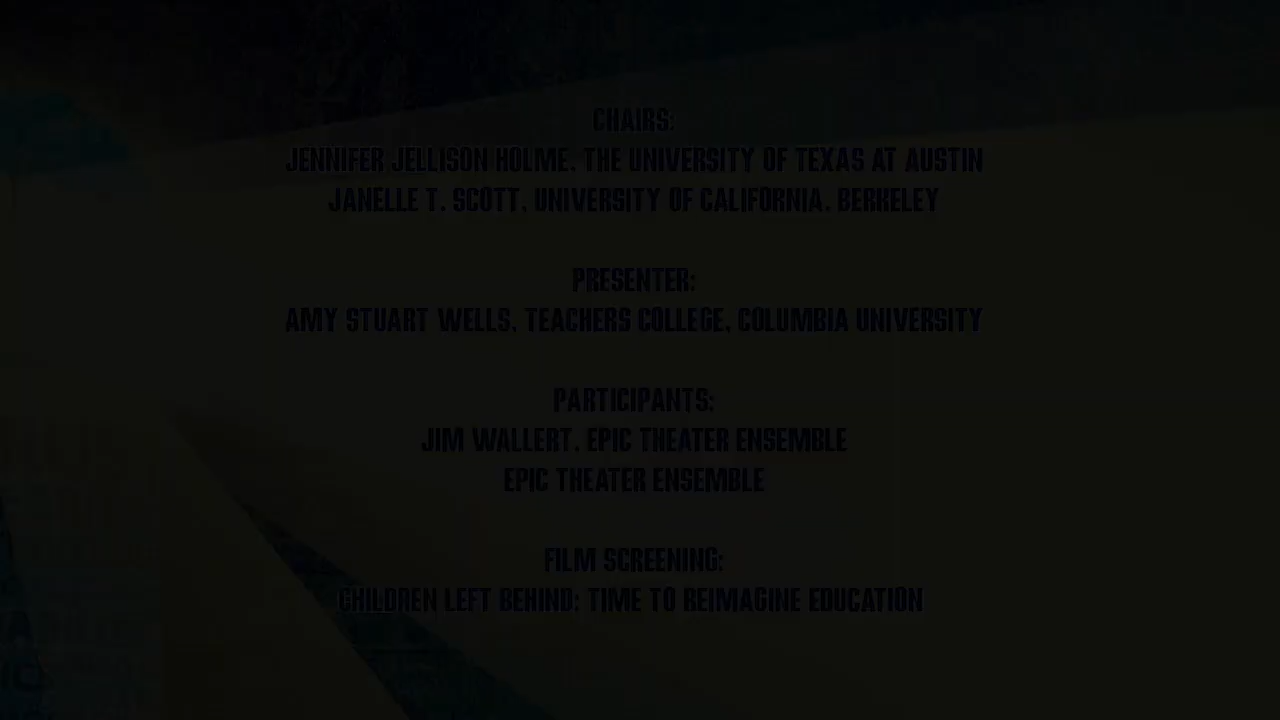 CHAIRS:
JENNIFER JELLISON HOLME, THE UNIVERSITY OF TEXAS AT AUSTIN
JANELLE T. SCOTT, UNIVERSITY OF CALIFORNIA, BERKELEY
PRESENTER:
AMY STUART WELLS, TEACHERS COLLEGE, COLUMBIA UNIVERSITY
PARTICIPANTS:
JIM WALLERT, EPIC THEATER ENSEMBLE
EPIC THEATER ENSEMBLE
FILM SCREENING:
CHILDREN LEFT BEHIND: TIME TO REIMAGINE EDUCATION